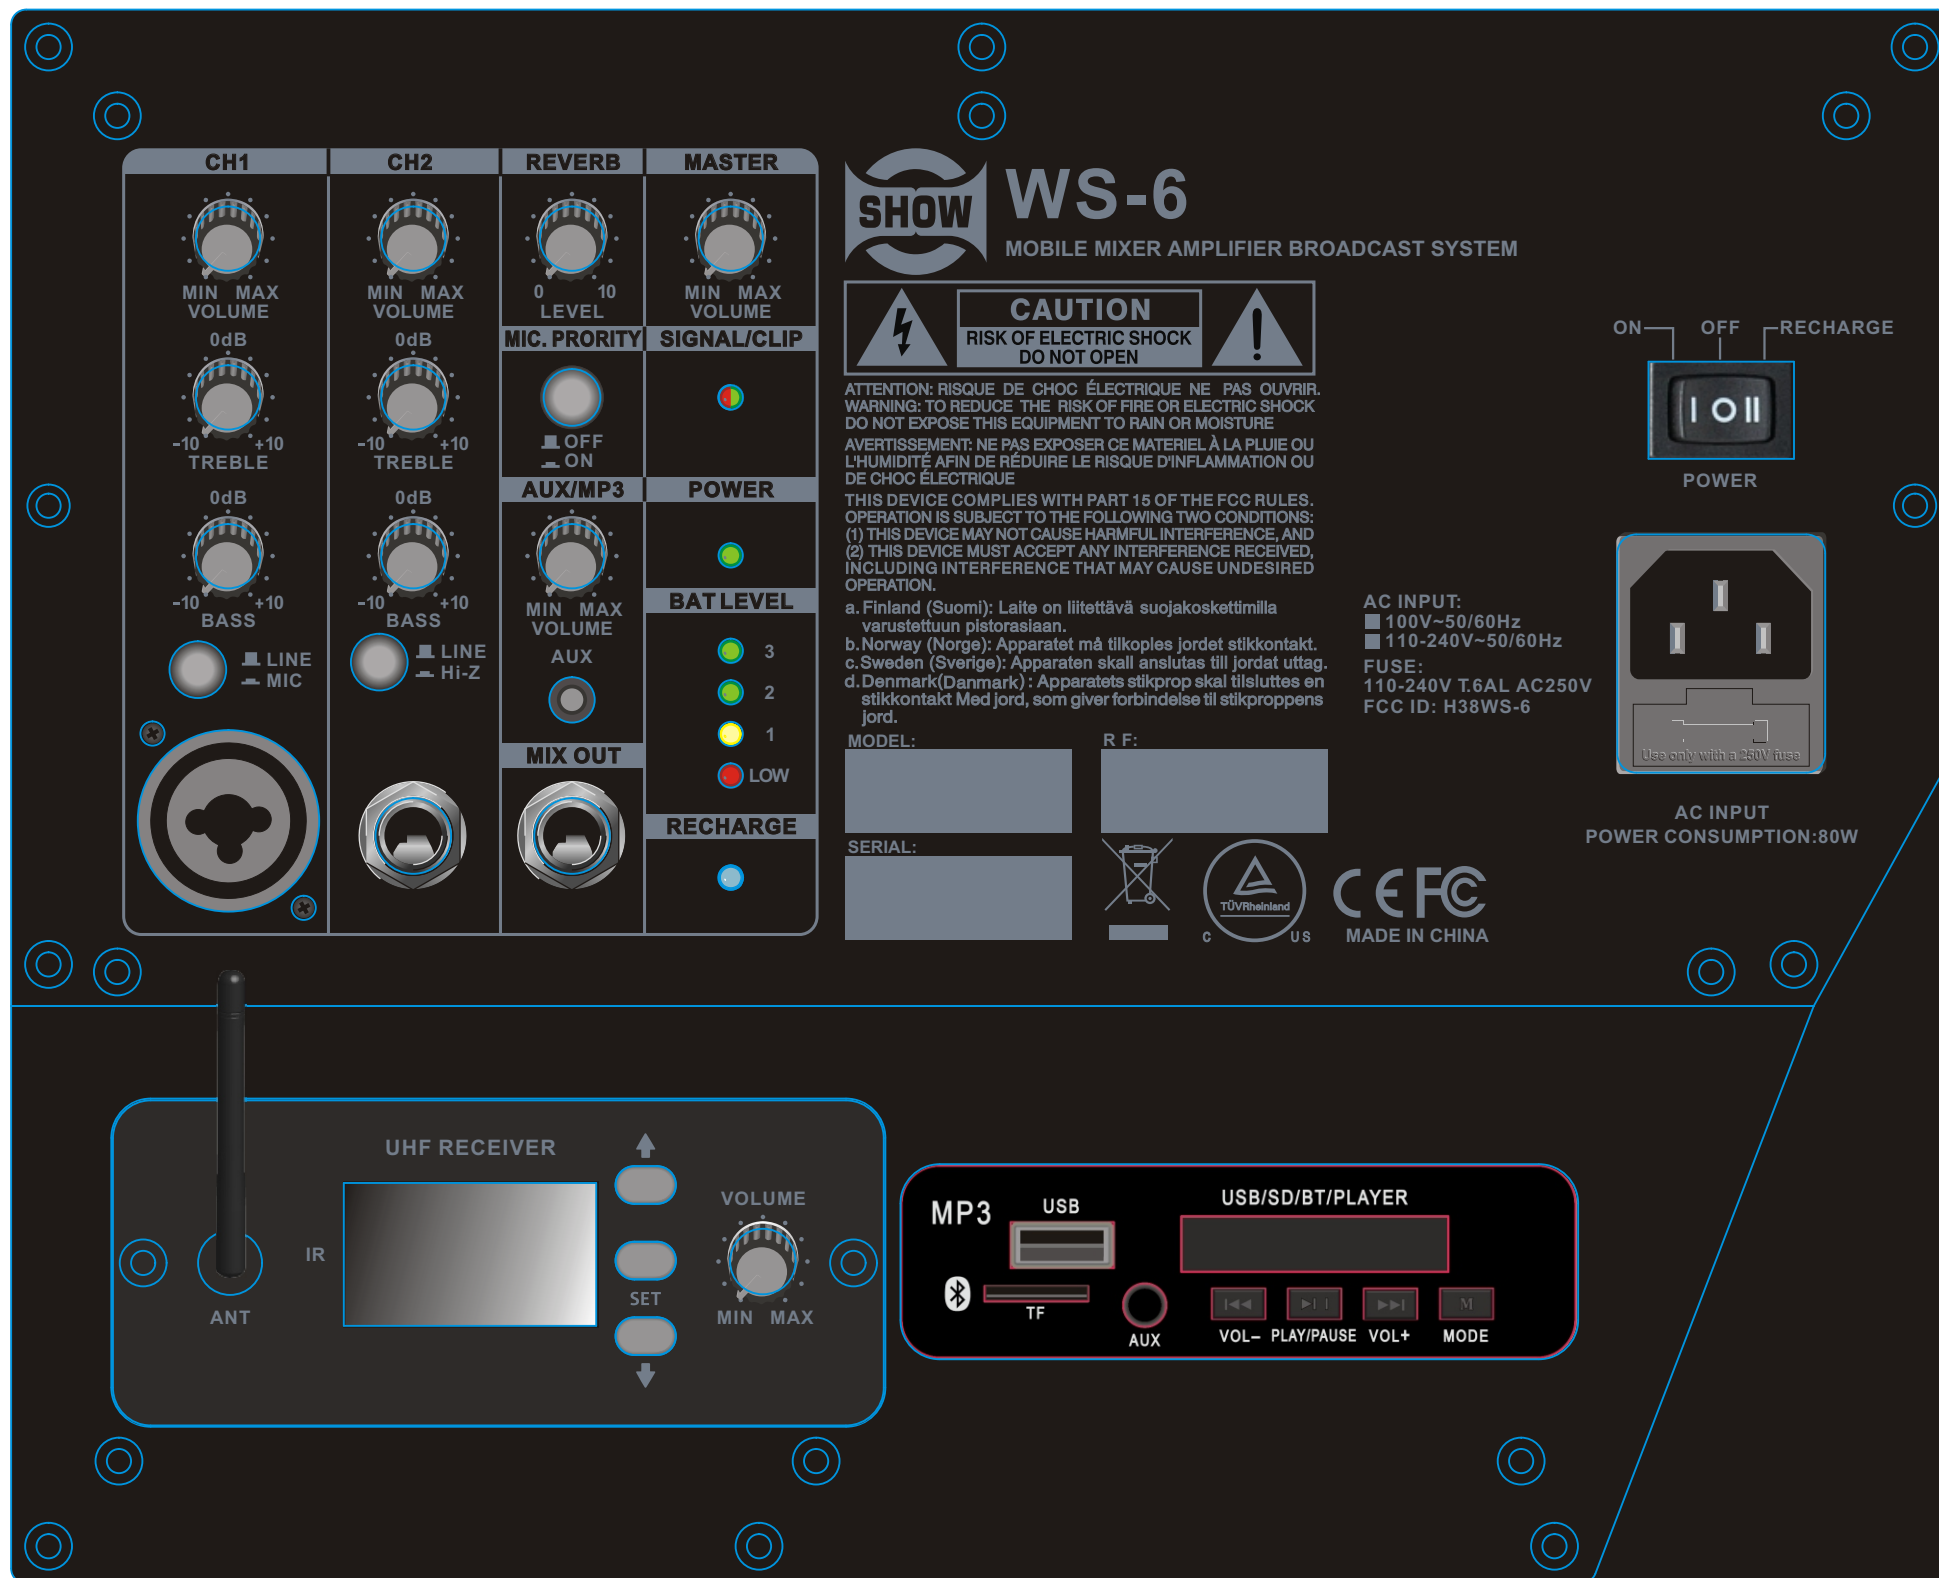 CH1
CH2
REVERB
MASTER
MIN MAX
VOLUME
MIN MAX
VOLUME
0 10
LEVEL
MIN MAX
VOLUME
0dB
0dB
MIC. PRORITY
SIGNAL/CLIP
-10 +10
TREBLE
-10 +10
TREBLE
OFF
ON
0dB
0dB
AUX/MP3
POWER
-10 +10
BASS
-10 +10
BASS
MIN MAX
VOLUME
BAT LEVEL
LINE
MIC
LINE
Hi-Z
AUX
3
2
1
LOW
MIX OUT
RECHARGE
SHOW
WS-6
MOBILE MIXER AMPLIFIER BROADCAST SYSTEM
CAUTION
RISK OF ELECTRIC SHOCK
DO NOT OPEN
ATTENTION: RISQUE DE CHOC ÉLECTRIQUE NE PAS OUVRIR.
WARNING: TO REDUCE THE RISK OF FIRE OR ELECTRIC SHOCK
DO NOT EXPOSE THIS EQUIPMENT TO RAIN OR MOISTURE
AVERTISSEMENT: NE PAS EXPOSER CE MATERIEL À LA PLUIE OU
L'HUMIDITÉ AFIN DE RÉDUIRE LE RISQUE D'INFLAMMATION OU
DE CHOC ÉLECTRIQUE
THIS DEVICE COMPLIES WITH PART 15 OF THE FCC RULES.
OPERATION IS SUBJECT TO THE FOLLOWING TWO CONDITIONS:
(1) THIS DEVICE MAY NOT CAUSE HARMFUL INTERFERENCE, AND
(2) THIS DEVICE MUST ACCEPT ANY INTERFERENCE RECEIVED,
INCLUDING INTERFERENCE THAT MAY CAUSE UNDESIRED
OPERATION.
a. Finland (Suomi): Laite on liitettävä suojakoskettimilla
varustettuun pistorasiaan.
b. Norway (Norge): Apparatet må tilkoples jordet stikkontakt.
c. Sweden (Sverige): Apparaten skall anslutas till jordat uttag.
d. Denmark(Danmark) : Apparatets stikprop skal tilsluttes en
stikkontakt Med jord, som giver forbindelse til stikproppens
jord.
MODEL:
R F:
SERIAL:
TÜVRheinland
C US
CE FC
MADE IN CHINA
AC INPUT:
100V~50/60Hz
110-240V~50/60Hz
FUSE:
110-240V T.6AL AC250V
FCC ID: H38WS-6
ON OFF RECHARGE
I O II
POWER
Use only with a 250V fuse
AC INPUT
POWER CONSUMPTION:80W
UHF RECEIVER
VOLUME
IR
SET
ANT
MIN MAX
MP3
USB
USB/SD/BT/PLAYER
TF
AUX
M
VOL- PLAY/PAUSE VOL+ MODE